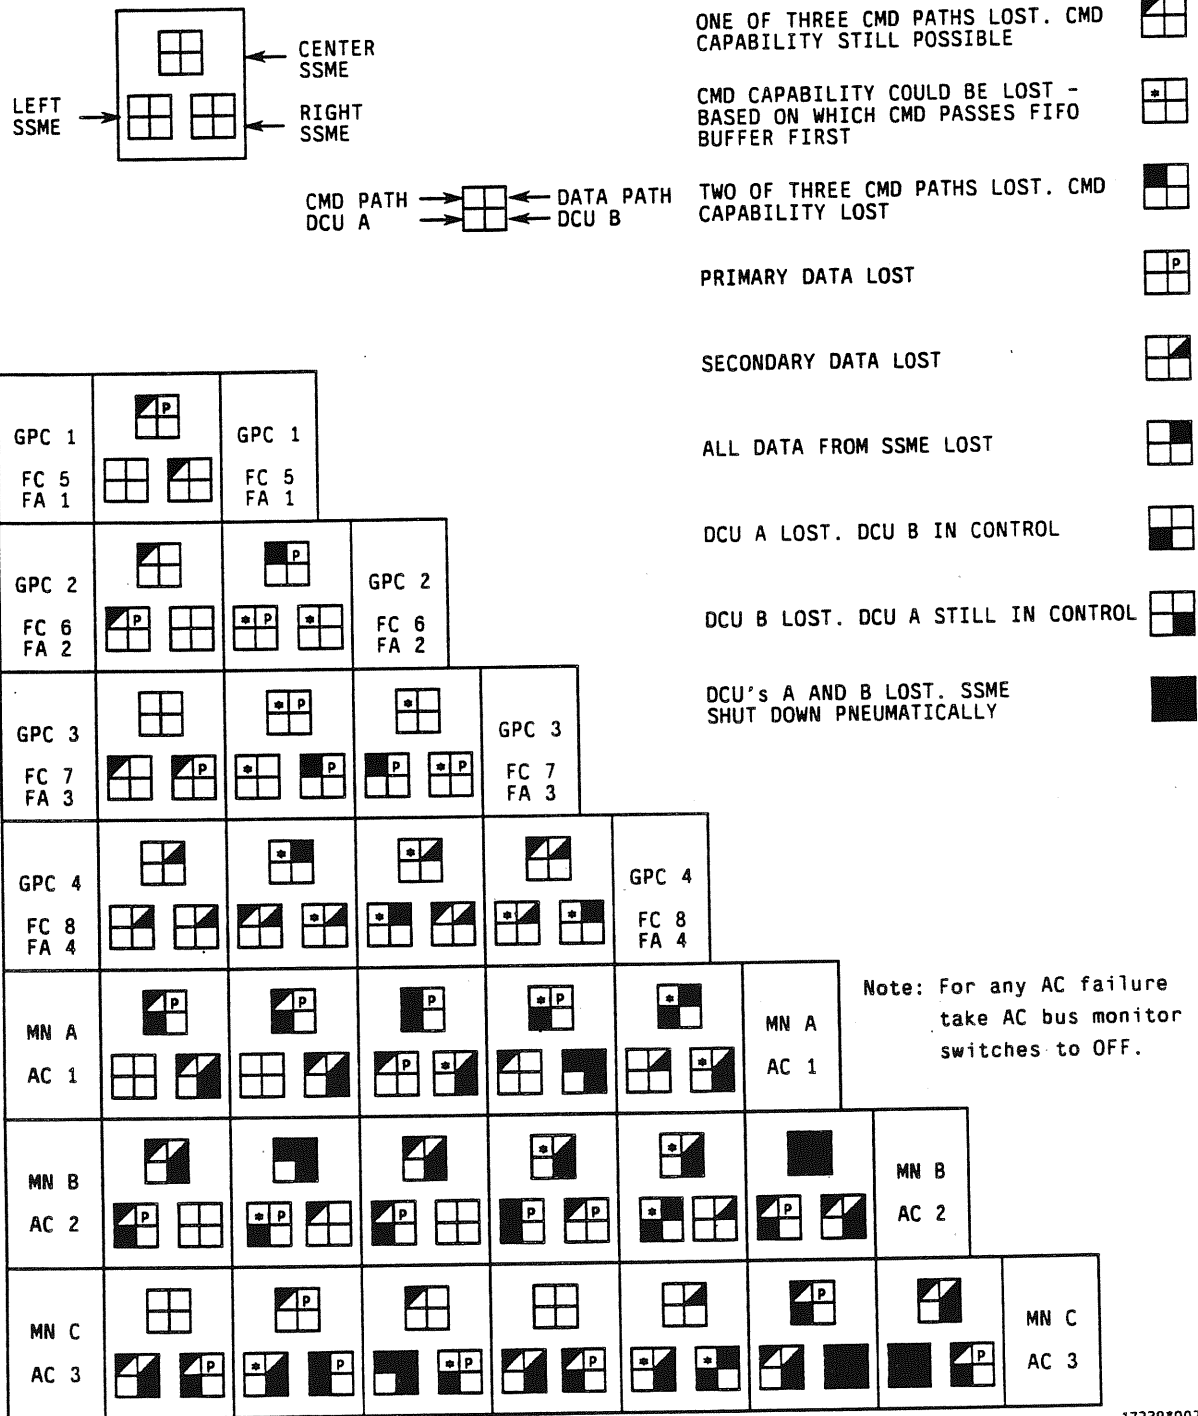 CENTER
SSME
LEFT
SSME
RIGHT
SSME
CMD PATH
DCU A
DATA PATH
DCU B
ONE OF THREE CMD PATHS LOST. CMD
CAPABILITY STILL POSSIBLE
CMD CAPABILITY COULD BE LOST -
BASED ON WHICH CMD PASSES FIFO
BUFFER FIRST
*
TWO OF THREE CMD PATHS LOST. CMD
CAPABILITY LOST
PRIMARY DATA LOST
P
SECONDARY DATA LOST
ALL DATA FROM SSME LOST
DCU A LOST. DCU B IN CONTROL
DCU B LOST. DCU A STILL IN CONTROL
DCU's A AND B LOST. SSME
SHUT DOWN PNEUMATICALLY
GPC 1
FC 5
FA 1
P
GPC 1
FC 5
FA 1
GPC 2
FC 6
FA 2
P
P
* P *
GPC 2
FC 6
FA 2
GPC 3
FC 7
FA 3
P
* P
* P
*
P * P
GPC 3
FC 7
FA 3
GPC 4
FC 8
FA 4
*
*
*
*
* *
GPC 4
FC 8
FA 4
MN A
AC 1
P
P
P
P *
* P
*
*
MN A
AC 1
Note: For any AC failure
take AC bus monitor
switches to OFF.
MN B
AC 2
P
* P
P
*
P P
*
*
P
MN B
AC 2
MN C
AC 3
P
P
* P
* P
P
* *
P
P
MN C
AC 3